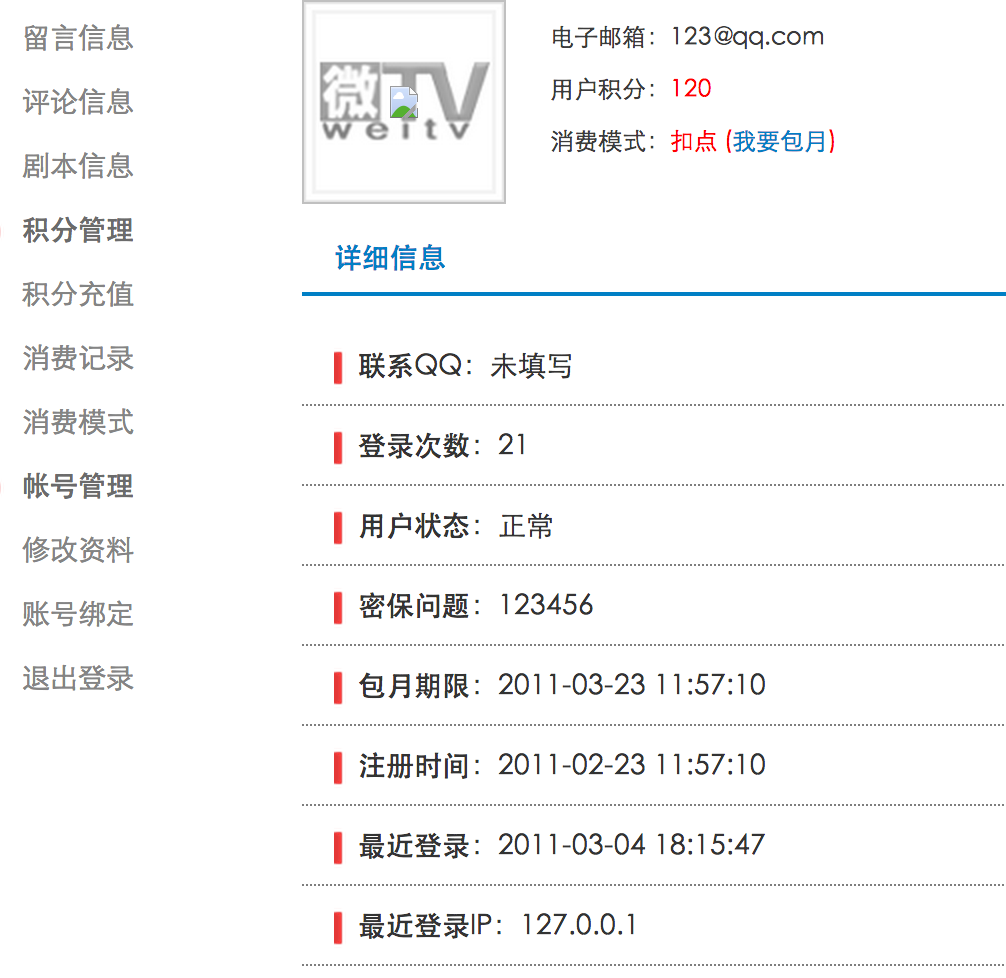 留言信息
评论信息
剧本信息
积分管理
积分充值
消费记录
消费模式
帐号管理
修改资料
账号绑定
退出登录
微TV
weitv
电子邮箱：123@qq.com
用户积分：120
消费模式：扣点 (我要包月)
详细信息
联系QQ：未填写
登录次数：21
用户状态：正常
密保问题：123456
包月期限：2011-03-23 11:57:10
注册时间：2011-02-23 11:57:10
最近登录：2011-03-04 18:15:47
最近登录IP：127.0.0.1